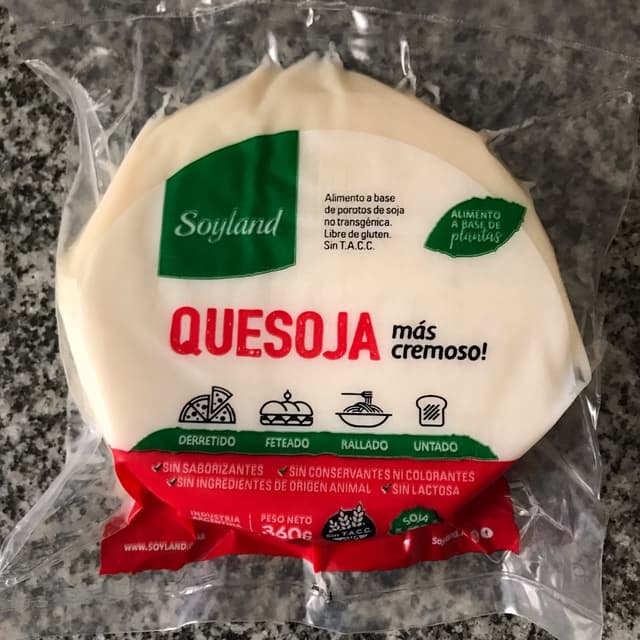 Soyland
Alimento a base
de porotos de soja
no transgénica.
Libre de gluten.
Sin T.A.C.C.
ALIMENTO
A BASE DE
plantas
QUESOJA
más
cremoso!
DERRETIDO FETEADO RALLADO UNTADO
✓SIN SABORIZANTES ✓SIN CONSERVANTES NI COLORANTES
✓SIN INGREDIENTES DE ORIGEN ANIMAL ✓SIN LACTOSA
INDUSTRIA
PESO NETO
360G
Sin T.A.C.C.
SOJA
WWW.SOYLAND.